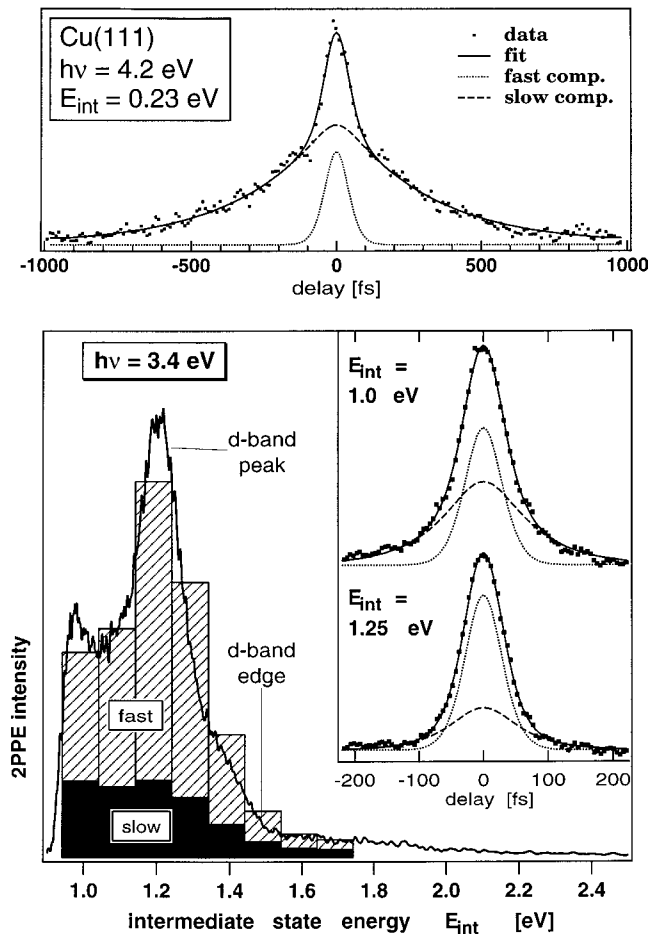 Cu(111)
hν = 4.2 eV
E_int = 0.23 eV
data
fit
fast comp.
slow comp.
-1000 -500 0 500 1000
delay [fs]
hν = 3.4 eV
d-band
peak
d-band
edge
fast
slow
2PPE intensity
E_int =
1.0 eV
E_int =
1.25 eV
-200 -100 0 100 200
delay [fs]
1.0 1.2 1.4 1.6 1.8 2.0 2.2 2.4
intermediate state energy E_int [eV]